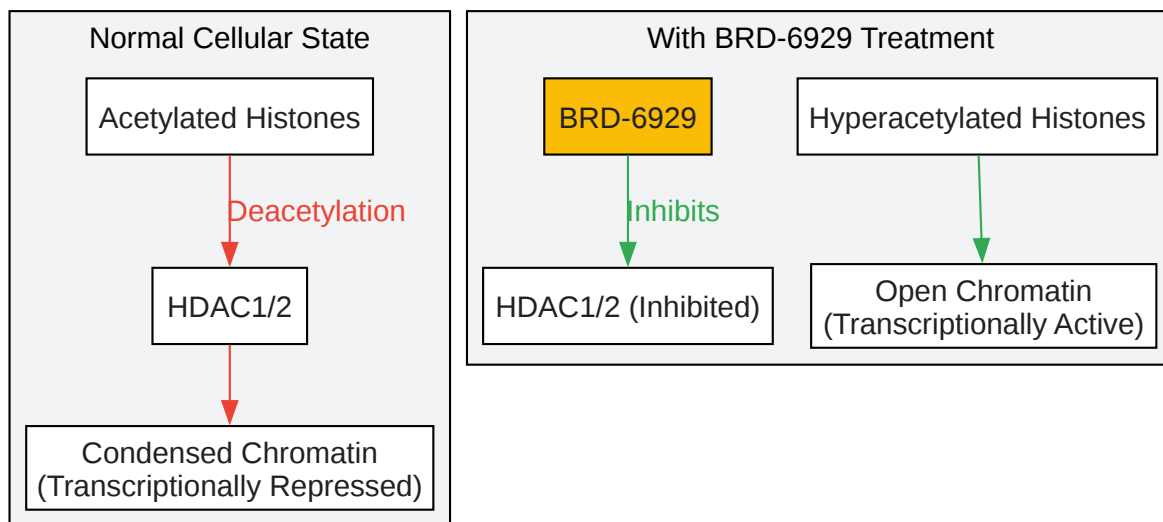 Normal Cellular State
Acetylated Histones
Deacetylation
HDAC1/2
Condensed Chromatin
(Transcriptionally Repressed)
With BRD-6929 Treatment
BRD-6929
Inhibits
HDAC1/2 (Inhibited)
Hyperacetylated Histones
Open Chromatin
(Transcriptionally Active)